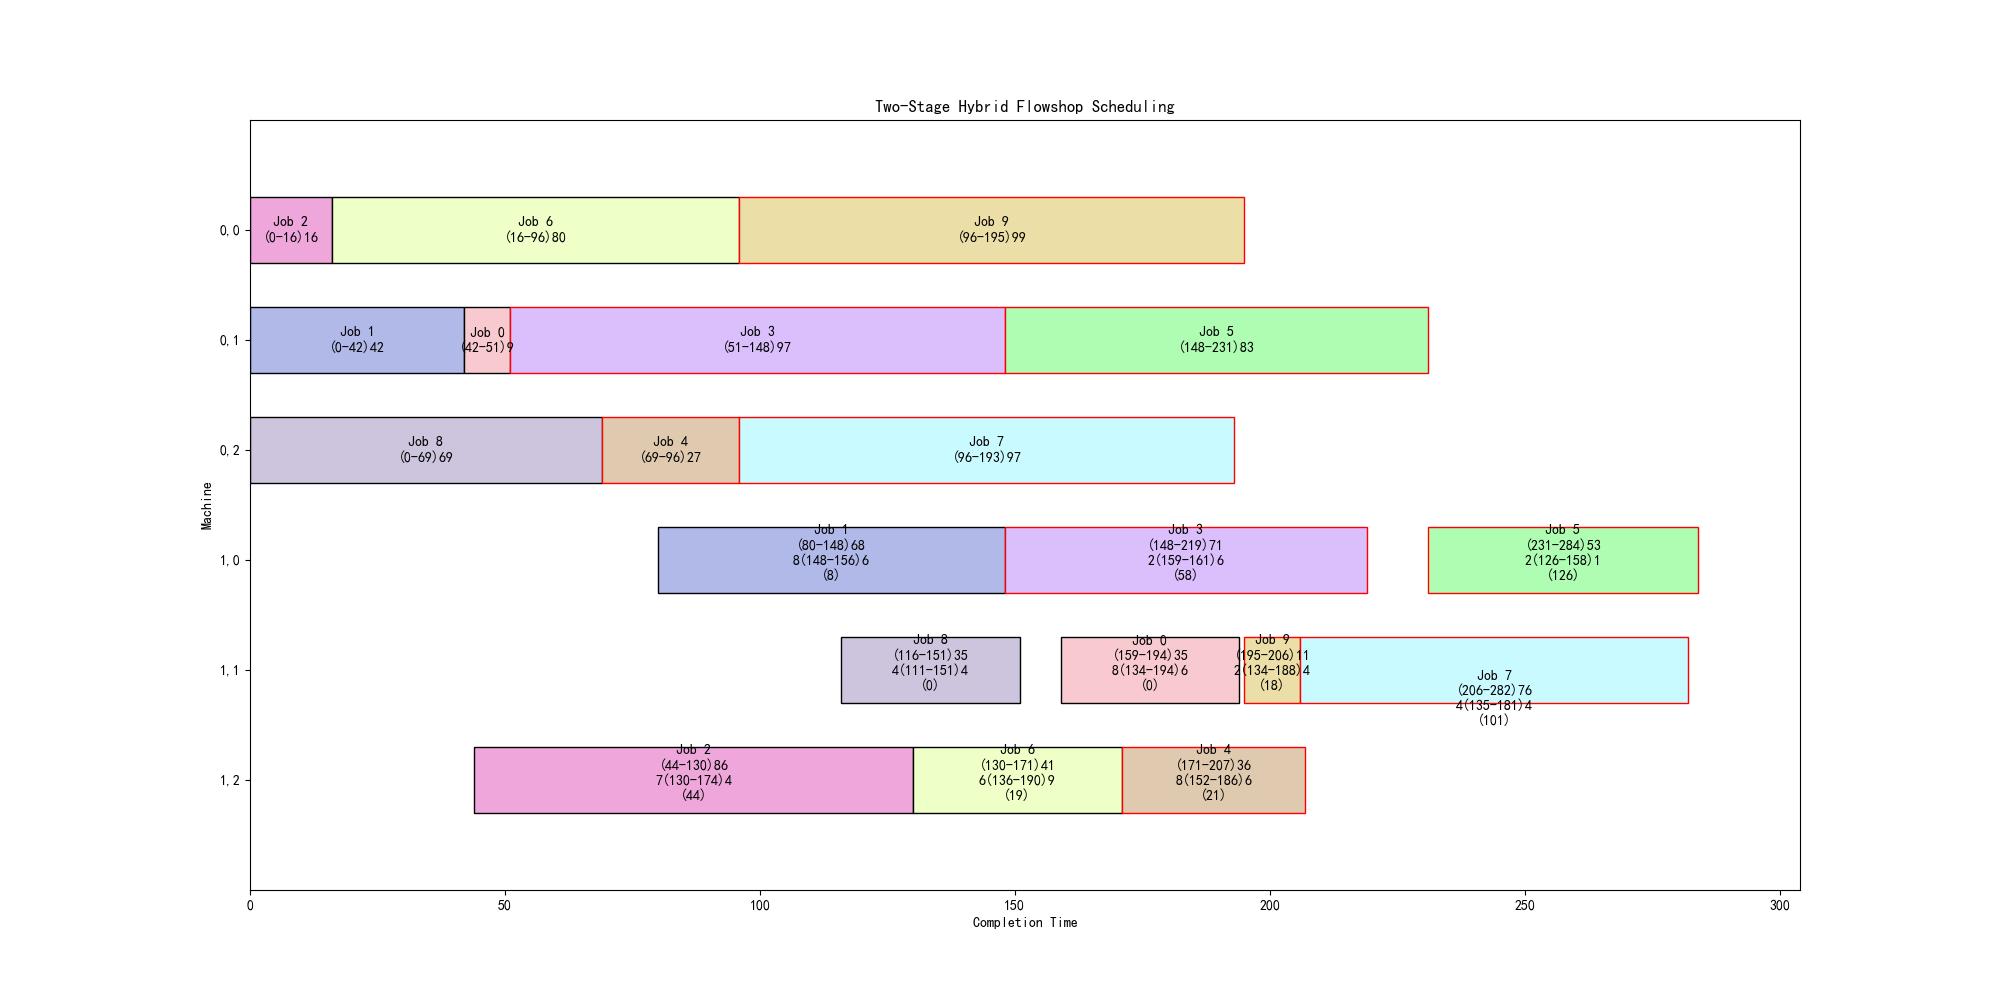 Two-Stage Hybrid Flowshop Scheduling
0,0
Job 2
(0-16)16
Job 6
(16-96)80
Job 9
(96-195)99
0,1
Job 1
(0-42)42
Job 0
(42-51)9
Job 3
(51-148)97
Job 5
(148-231)83
0,2
Job 8
(0-69)69
Job 4
(69-96)27
Job 7
(96-193)97
Machine
1,0
Job 1
(80-148)68
8(148-156)6
(8)
Job 3
(148-219)71
2(159-161)6
(58)
Job 5
(231-284)53
2(126-158)1
(126)
1,1
Job 8
(116-151)35
4(111-151)4
(0)
Job 0
(159-194)35
8(134-194)6
(0)
Job 9
(195-206)11
2(134-188)4
(18)
Job 7
(206-282)76
4(135-181)4
(101)
1,2
Job 2
(44-130)86
7(130-174)4
(44)
Job 6
(130-171)41
6(136-190)9
(19)
Job 4
(171-207)36
8(152-186)6
(21)
0
50
100
150
200
250
300
Completion Time